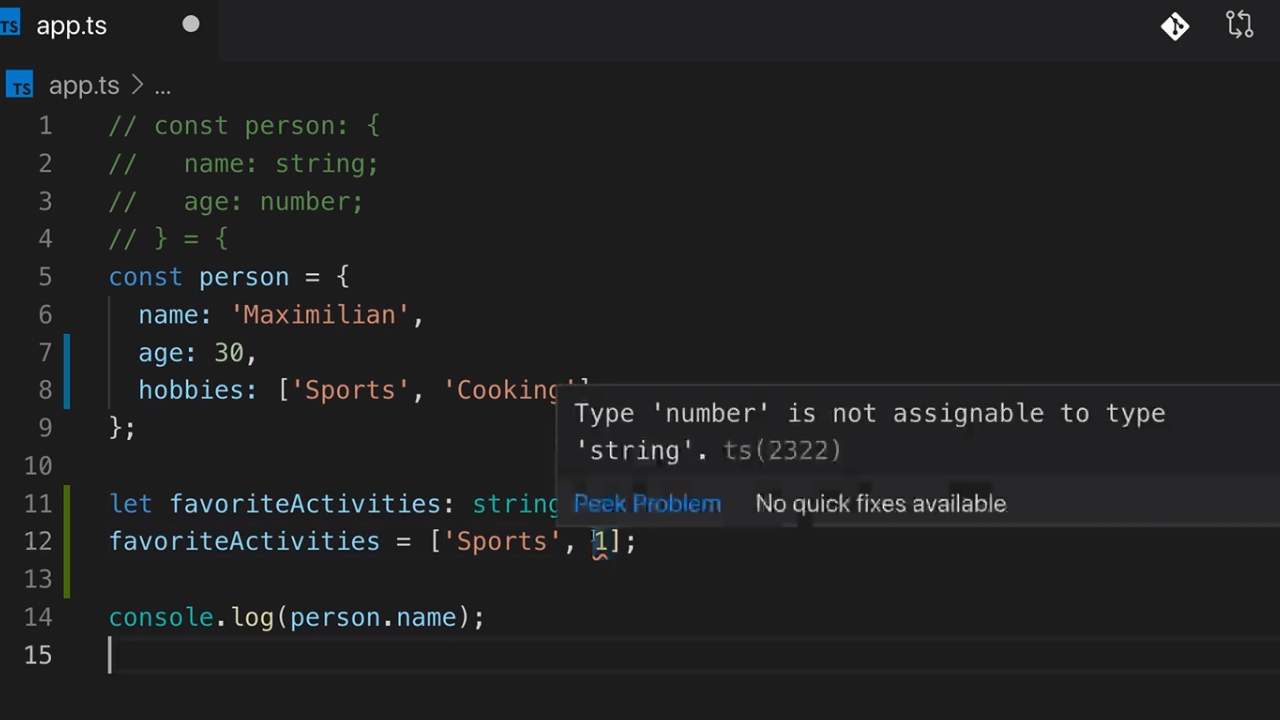 TS app.ts
TS app.ts > ...
1 // const person: {
2 //   name: string;
3 //   age: number;
4 // } = {
5 const person = {
6   name: 'Maximilian',
7   age: 30,
8   hobbies: ['Sports', 'Cooking']
9 };
10
11 let favoriteActivities: string
12 favoriteActivities = ['Sports', 1];
13
14 console.log(person.name);
15
Type 'number' is not assignable to type
'string'. ts(2322)
Peek Problem No quick fixes available